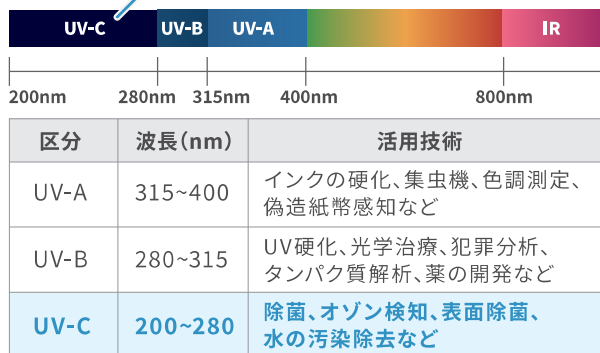 UV-C UV-B UV-A IR
200nm 280nm 315nm 400nm 800nm
区分 波長(nm) 活用技術
UV-A 315~400 インクの硬化、集虫機、色調測定、
偽造紙幣感知など
UV-B 280~315 UV硬化、光学治療、犯罪分析、
タンパク質解析、薬の開発など
UV-C 200~280 除菌、オゾン検知、表面除菌、
水の汚染除去など